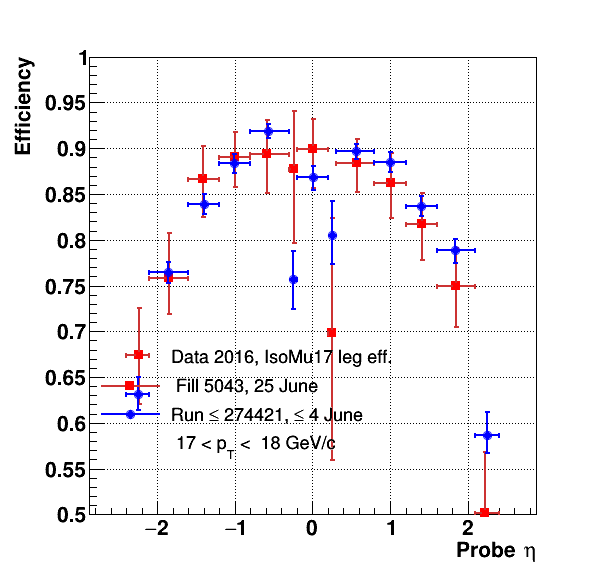 Efficiency
1
0.95
0.9
0.85
0.8
0.75
0.7
0.65
0.6
0.55
0.5
Data 2016, IsoMu17 leg eff.
Fill 5043, 25 June
Run ≤ 274421, ≤ 4 June
17 < pT < 18 GeV/c
−2 −1 0 1 2
Probe η